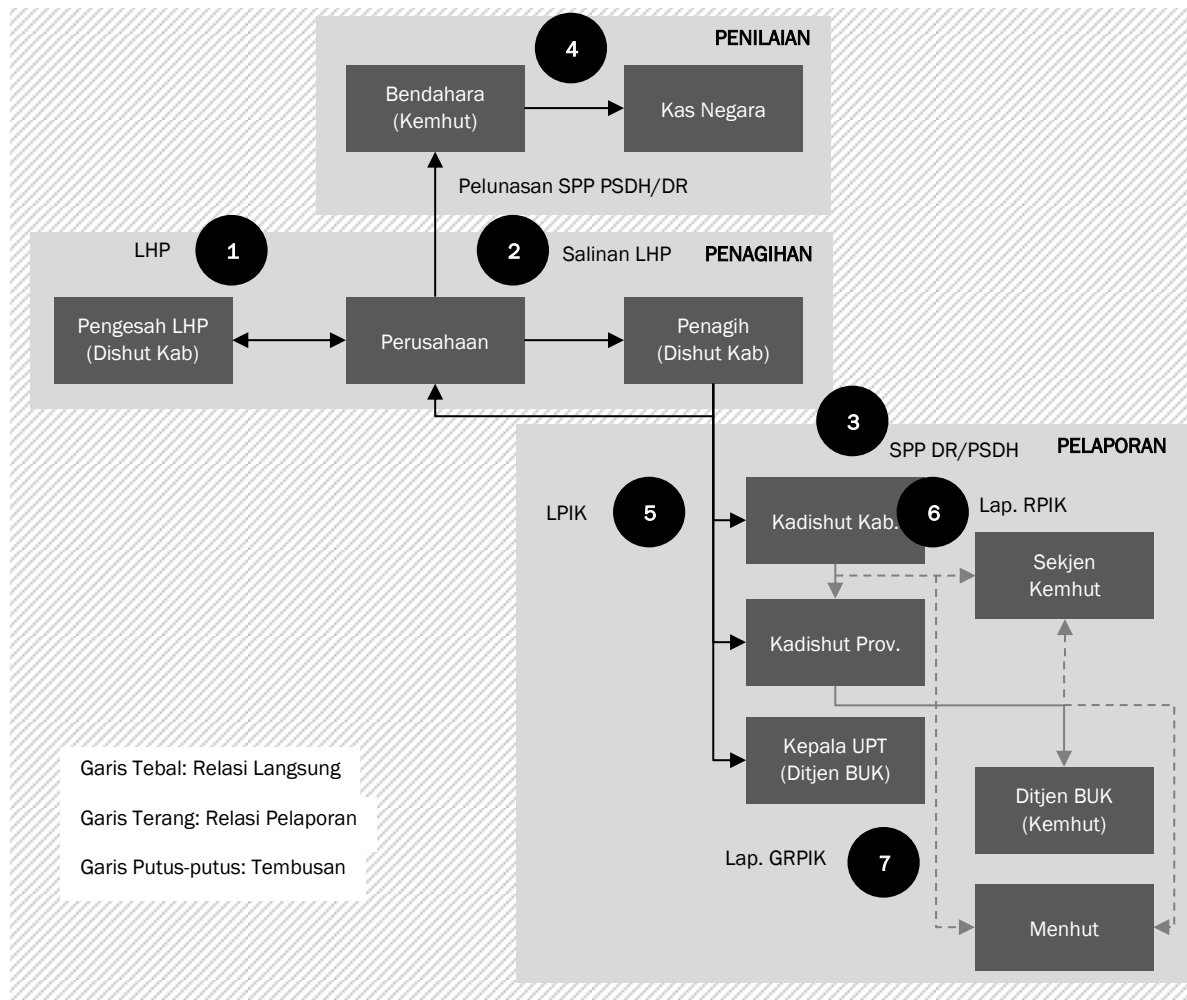 PENILAIAN
4
Bendahara
(Kemhut)
Kas Negara
Pelunasan SPP PSDH/DR
LHP
1
2
Salinan LHP
PENAGIHAN
Pengesah LHP
(Dishut Kab)
Perusahaan
Penagih
(Dishut Kab)
3
SPP DR/PSDH
PELAPORAN
LPIK
5
Kadishut Kab.
6
Lap. RPIK
Sekjen
Kemhut
Kadishut Prov.
Kepala UPT
(Ditjen BUK)
Ditjen BUK
(Kemhut)
Lap. GRPIK
7
Menhut
Garis Tebal: Relasi Langsung
Garis Terang: Relasi Pelaporan
Garis Putus-putus: Tembusan